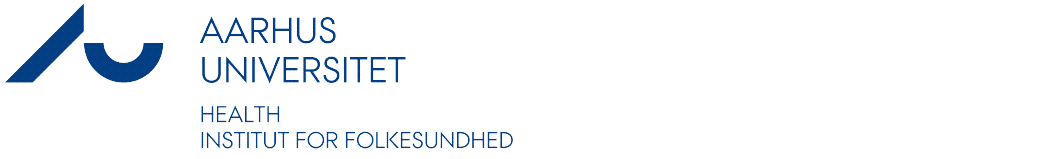 AARHUS
UNIVERSITET
HEALTH
INSTITUT FOR FOLKESUNDHED